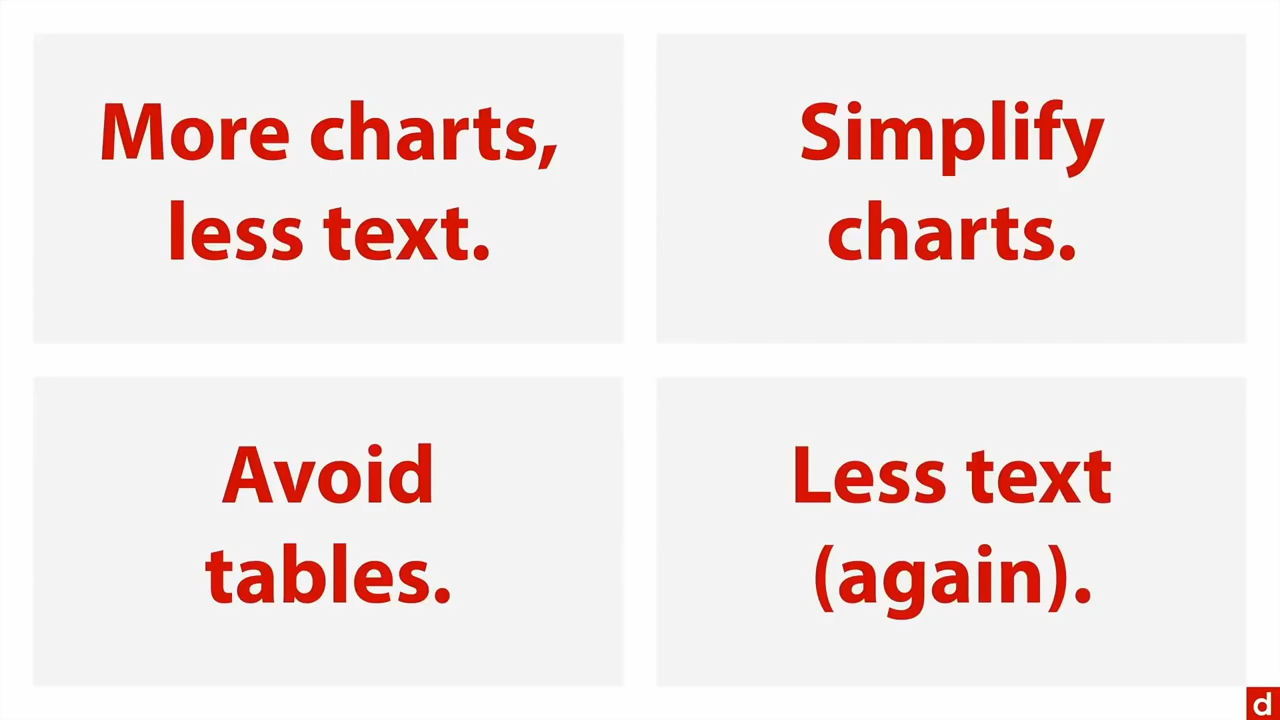 More charts,
less text.
Simplify
charts.
Avoid
tables.
Less text
(again).
d